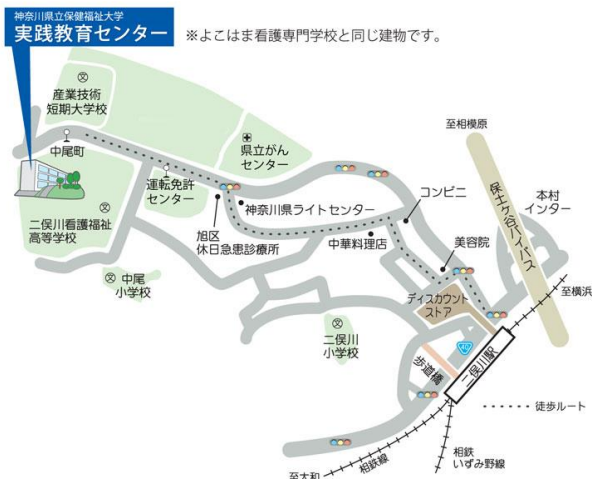 神奈川県立保健福祉大学
実践教育センター
※よこはま看護専門学校と同じ建物です。
産業技術
短期大学校
中尾町
県立がん
センター
至相模原
保土ヶ谷バイパス
本村
インター
コンビニ
運転免許
センター
神奈川県ライトセンター
旭区
休日急患診療所
中華料理店
美容院
二俣川看護福祉
高等学校
中尾
小学校
ディスカウント
ストア
至横浜
二俣川
小学校
歩道橋
二俣川駅
徒歩ルート
相鉄
いずみ野線
相鉄線
至大和